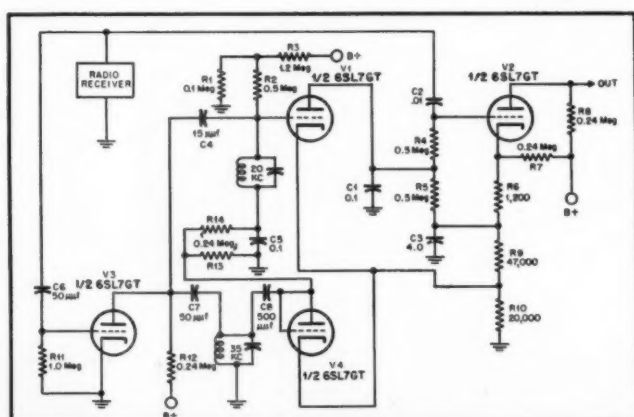 RADIO
RECEIVER
R1
0.1 Meg
R2
0.5 Meg
R3
1.2 Meg
B+
V1
1/2 6SL7GT
15 μμf
C4
20
KC
R14
0.24 Meg
R13
C5
0.1
C1
0.1
C2
.01
R4
0.5 Meg
R5
0.5 Meg
C3
4.0
V2
1/2 6SL7GT
OUT
R8
0.24 Meg
0.24 Meg
R7
B+
R6
1,200
R9
47,000
R10
20,000
C6
50μμf
V3
1/2 6SL7GT
R11
1.0 Meg
C7
50μμf
C8
500
μμf
R12
0.24 Meg
B+
35
KC
V4
1/2 6SL7GT